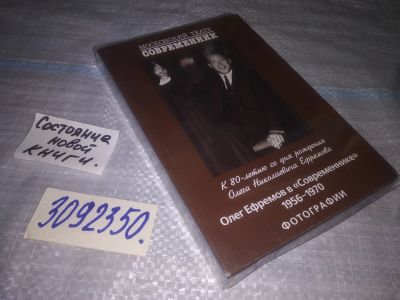 МОСКОВСКИЙ ТЕАТР
СОВРЕМЕННИК
К 80-летию со дня рождения
Олега Николаевича Ефремова
Олег Ефремов в «Современнике»
1956-1970
ФОТОГРАФИИ
Состояние
новой
книги.
3092350.